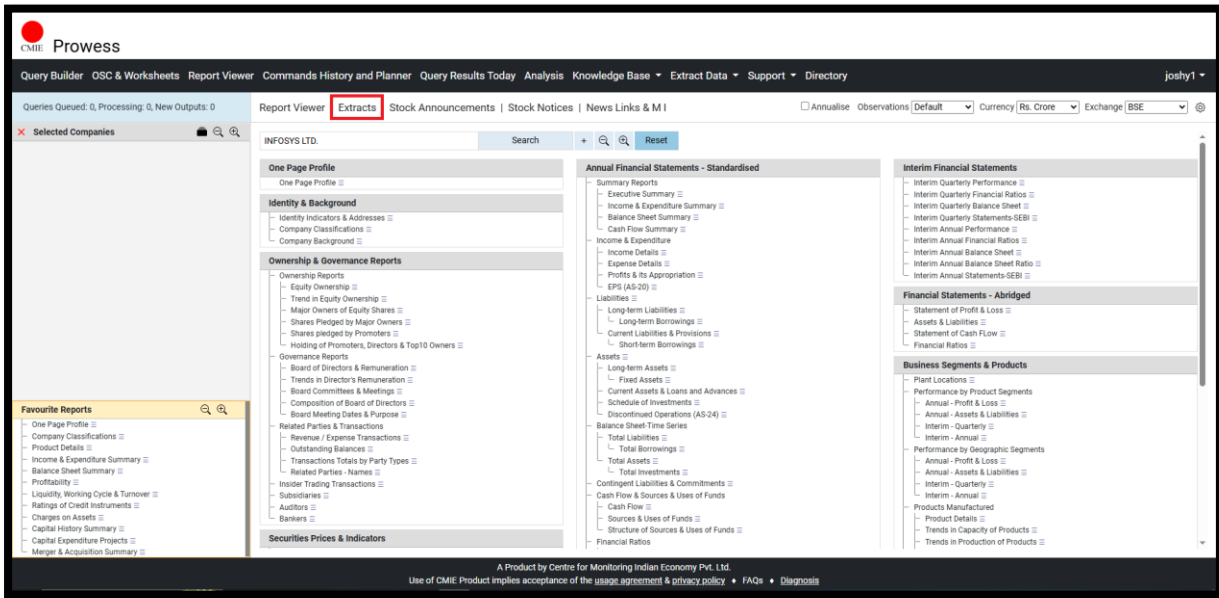 CMIE Prowess
Query Builder OSC & Worksheets Report Viewer Commands History and Planner Query Results Today Analysis Knowledge Base Extract Data Support Directory joshy1
Queries Queued: 0, Processing: 0, New Outputs: 0
Report Viewer Extracts Stock Announcements | Stock Notices | News Links & M I
Annualise Observations Default Currency Rs. Crore Exchange BSE
Selected Companies
INFOSYS LTD. Search + Reset
One Page Profile
One Page Profile
Identity & Background
Identity Indicators & Addresses
Company Classifications
Company Background
Ownership & Governance Reports
Ownership Reports
Equity Ownership
Trend in Equity Ownership
Major Owners of Equity Shares
Shares Pledged by Major Owners
Shares pledged by Promoters
Holding of Promoters, Directors & Top10 Owners
Governance Reports
Board of Directors & Remuneration
Trends in Director's Remuneration
Board Committees & Meetings
Composition of Board of Directors
Board Meeting Dates & Purpose
Related Parties & Transactions
Revenue / Expense Transactions
Outstanding Balances
Transactions Totals by Party Types
Related Parties - Names
Insider Trading Transactions
Subsidiaries
Auditors
Bankers
Securities Prices & Indicators
Annual Financial Statements - Standardised
Summary Reports
Executive Summary
Income & Expenditure Summary
Balance Sheet Summary
Cash Flow Summary
Income & Expenditure
Income Details
Expense Details
Profits & its Appropriation
EPS (AS-20)
Liabilities
Long-term Liabilities
Long-term Borrowings
Current Liabilities & Provisions
Short-term Borrowings
Assets
Long-term Assets
Fixed Assets
Current Assets & Loans and Advances
Schedule of Investments
Discontinued Operations (AS-24)
Balance Sheet-Time Series
Total Liabilities
Total Borrowings
Total Assets
Total Investments
Contingent Liabilities & Commitments
Cash Flow & Sources & Uses of Funds
Cash Flow
Sources & Uses of Funds
Structure of Sources & Uses of Funds
Financial Ratios
Interim Financial Statements
Interim Quarterly Performance
Interim Quarterly Financial Ratios
Interim Quarterly Balance Sheet
Interim Quarterly Statements-SEBI
Interim Annual Performance
Interim Annual Financial Ratios
Interim Annual Balance Sheet
Interim Annual Balance Sheet Ratio
Interim Annual Statements-SEBI
Financial Statements - Abridged
Statement of Profit & Loss
Assets & Liabilities
Statement of Cash FLow
Financial Ratios
Business Segments & Products
Plant Locations
Performance by Product Segments
Annual - Profit & Loss
Annual - Assets & Liabilities
Interim - Quarterly
Interim - Annual
Performance by Geographic Segments
Annual - Profit & Loss
Annual - Assets & Liabilities
Interim - Quarterly
Interim - Annual
Products Manufactured
Product Details
Trends in Capacity of Products
Trends in Production of Products
Favourite Reports
One Page Profile
Company Classifications
Product Details
Income & Expenditure Summary
Balance Sheet Summary
Profitability
Liquidity, Working Cycle & Turnover
Ratings of Credit Instruments
Charges on Assets
Capital History Summary
Capital Expenditure Projects
Merger & Acquisition Summary
A Product by Centre for Monitoring Indian Economy Pvt. Ltd.
Use of CMIE Product implies acceptance of the usage agreement & privacy policy ♦ FAQs ♦ Diagnosis